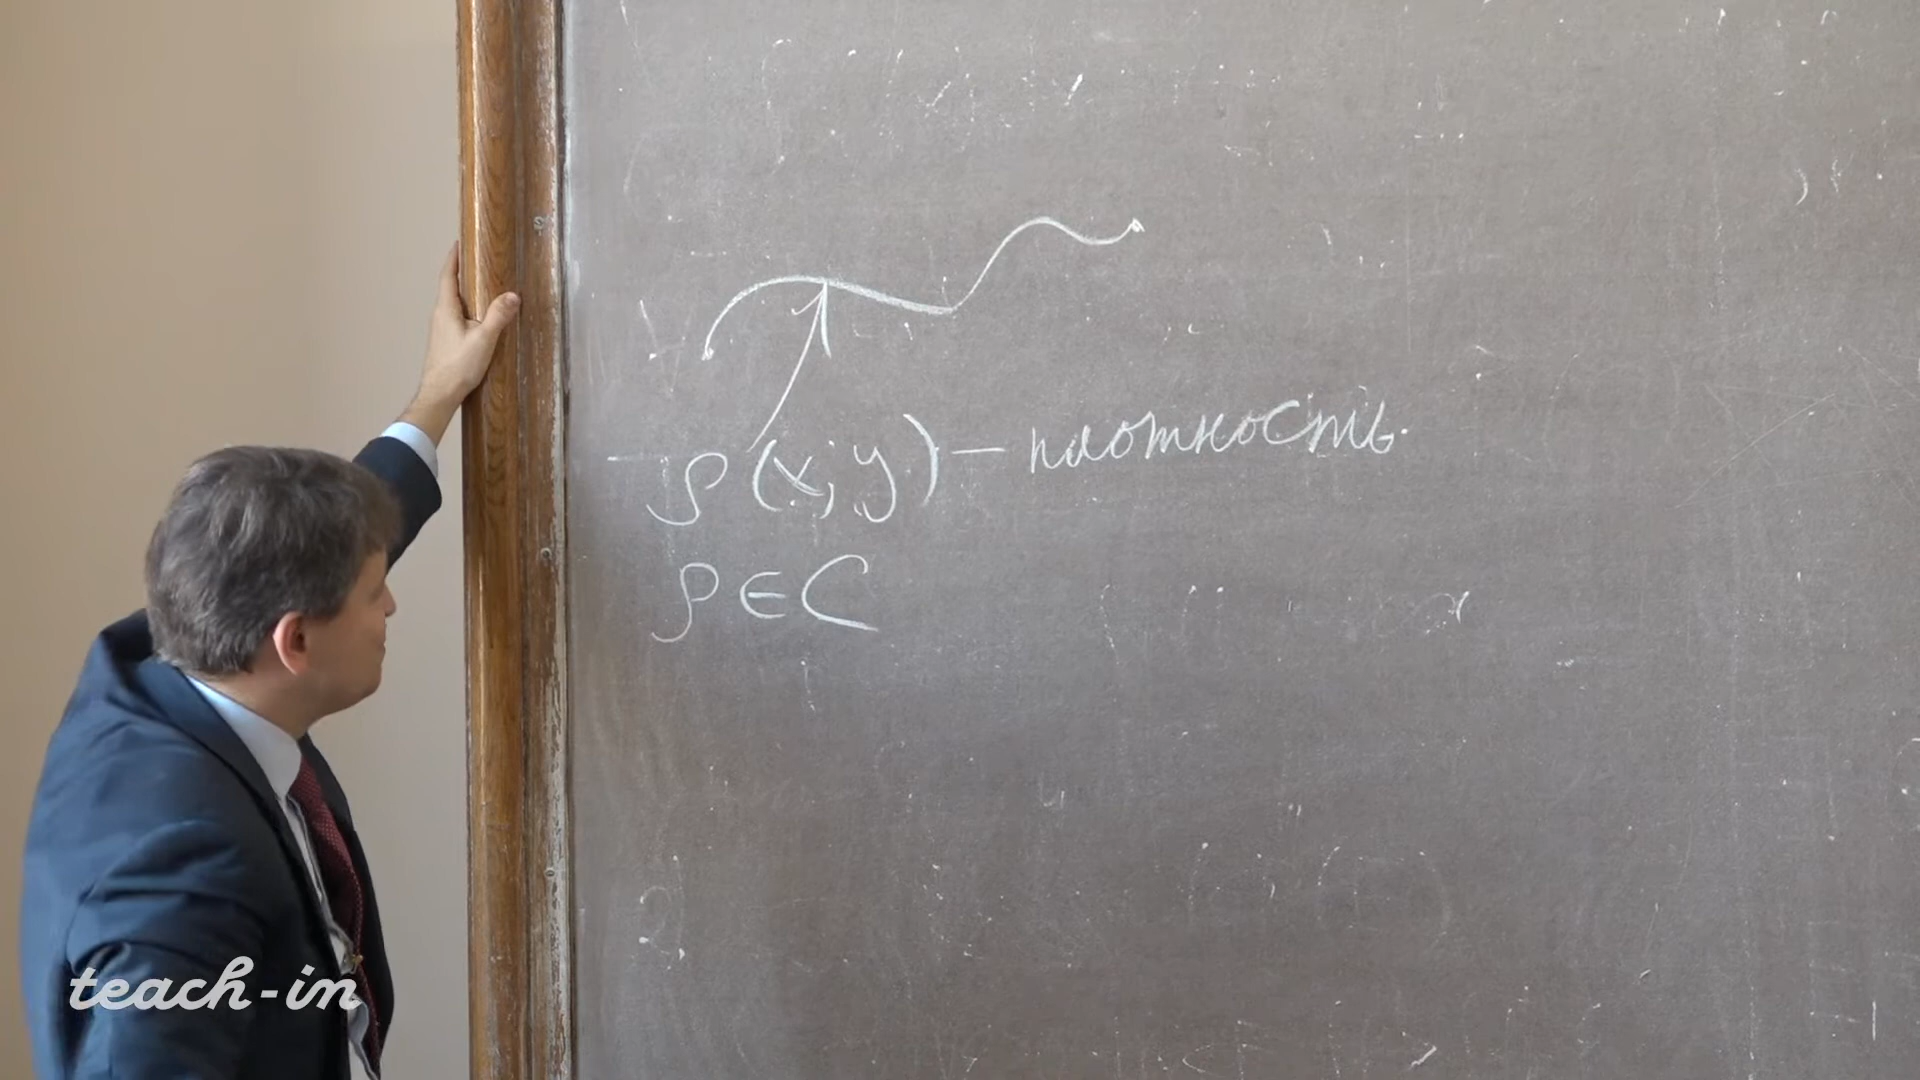 ρ(x; y) — плотность.
ρ ∈ C
teach-in